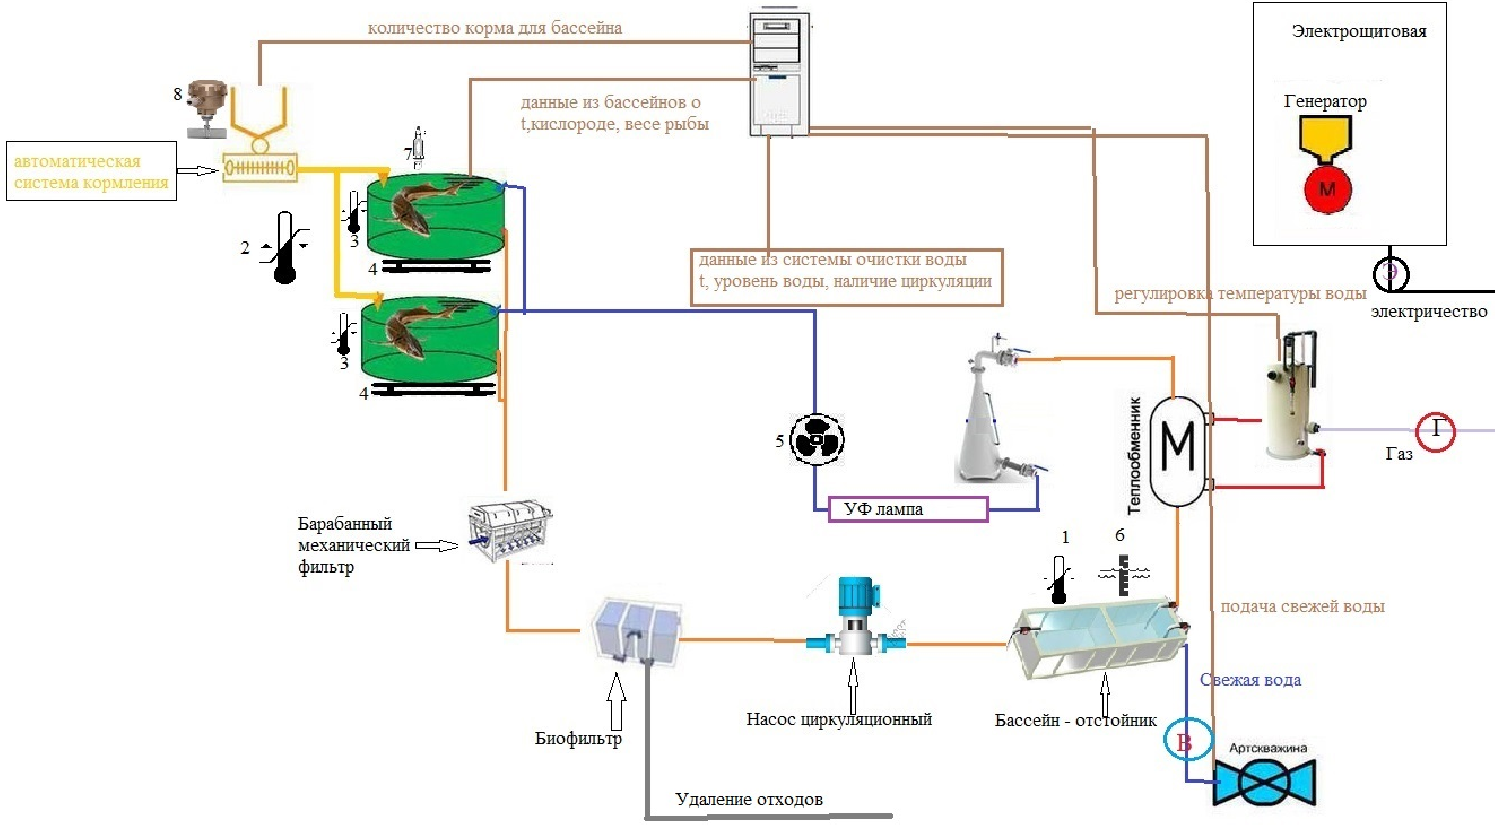 количество корма для бассейна
Электрощитовая
8
Генератор
данные из бассейнов о
t,кислороде, весе рыбы
7
автоматическая
система кормления
М
2
3
4
данные из системы очистки воды
t, уровень воды, наличие циркуляции
Э
регулировка температуры воды
электричество
3
4
5
Теплообменник
М
Г
Газ
УФ лампа
Барабанный
механический
фильтр
1
6
подача свежей воды
Свежая вода
Насос циркуляционный
Бассейн - отстойник
Биофильтр
В
Артскважина
Удаление отходов